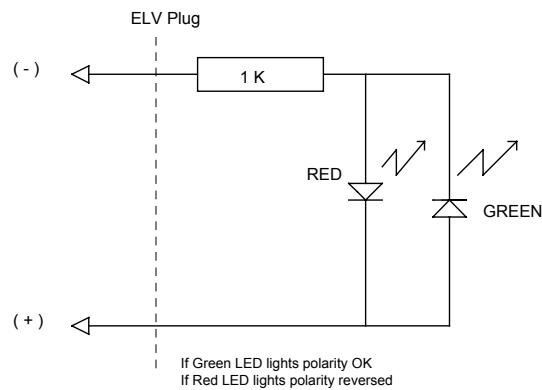 ELV Plug
( - )
1 K
RED
GREEN
( + )
If Green LED lights polarity OK
If Red LED lights polarity reversed